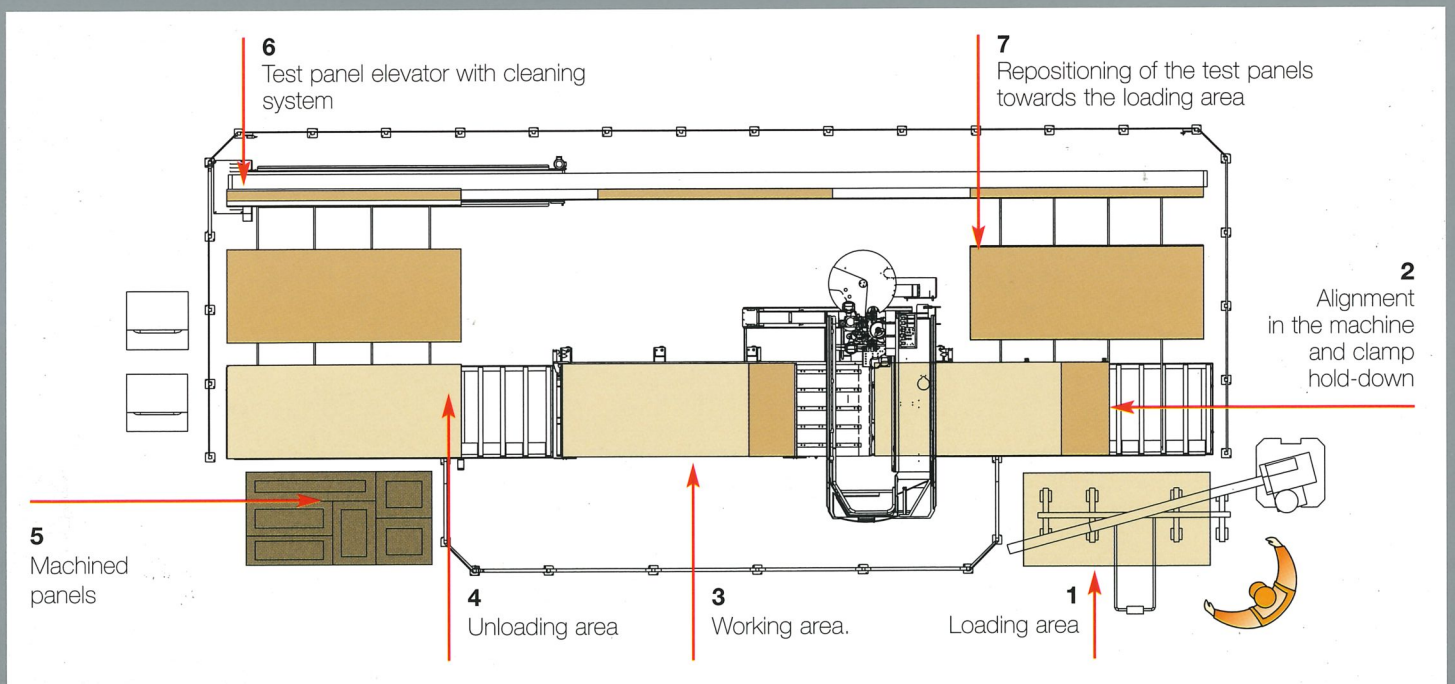 6
Test panel elevator with cleaning
system
7
Repositioning of the test panels
towards the loading area
2
Alignment
in the machine
and clamp
hold-down
5
Machined
panels
4
Unloading area
3
Working area.
1
Loading area